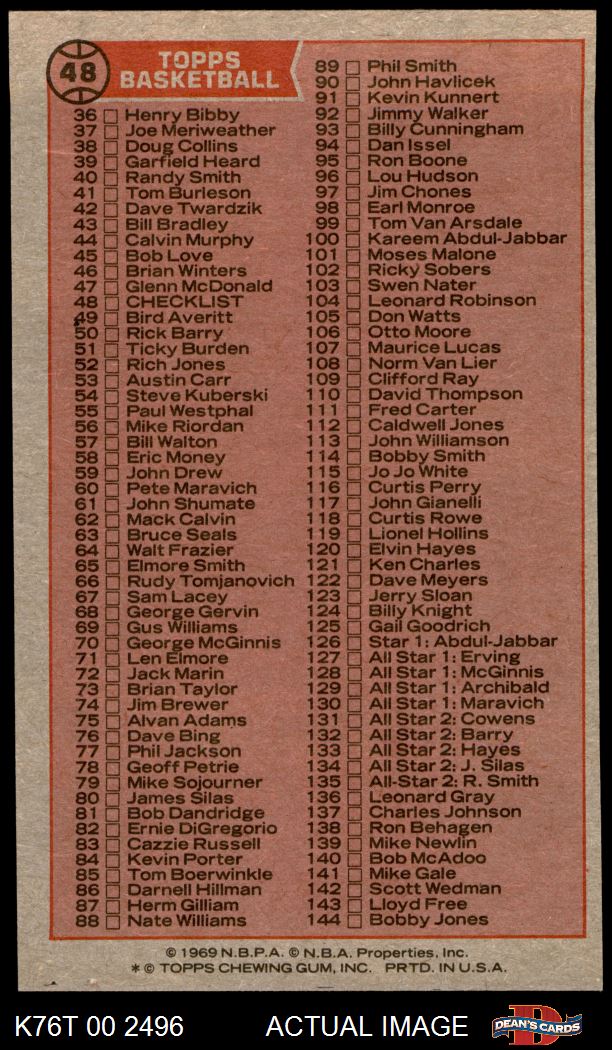 48
TOPPS
BASKETBALL
36 Henry Bibby
37 Joe Meriweather
38 Doug Collins
39 Garfield Heard
40 Randy Smith
41 Tom Burleson
42 Dave Twardzik
43 Bill Bradley
44 Calvin Murphy
45 Bob Love
46 Brian Winters
47 Glenn McDonald
48 CHECKLIST
49 Bird Averitt
50 Rick Barry
51 Ticky Burden
52 Rich Jones
53 Austin Carr
54 Steve Kuberski
55 Paul Westphal
56 Mike Riordan
57 Bill Walton
58 Eric Money
59 John Drew
60 Pete Maravich
61 John Shumate
62 Mack Calvin
63 Bruce Seals
64 Walt Frazier
65 Elmore Smith
66 Rudy Tomjanovich
67 Sam Lacey
68 George Gervin
69 Gus Williams
70 George McGinnis
71 Len Elmore
72 Jack Marin
73 Brian Taylor
74 Jim Brewer
75 Alvan Adams
76 Dave Bing
77 Phil Jackson
78 Geoff Petrie
79 Mike Sojourner
80 James Silas
81 Bob Dandridge
82 Ernie DiGregorio
83 Cazzie Russell
84 Kevin Porter
85 Tom Boerwinkle
86 Darnell Hillman
87 Herm Gilliam
88 Nate Williams
89 Phil Smith
90 John Havlicek
91 Kevin Kunnert
92 Jimmy Walker
93 Billy Cunningham
94 Dan Issel
95 Ron Boone
96 Lou Hudson
97 Jim Chones
98 Earl Monroe
99 Tom Van Arsdale
100 Kareem Abdul-Jabbar
101 Moses Malone
102 Ricky Sobers
103 Swen Nater
104 Leonard Robinson
105 Don Watts
106 Otto Moore
107 Maurice Lucas
108 Norm Van Lier
109 Clifford Ray
110 David Thompson
111 Fred Carter
112 Caldwell Jones
113 John Williamson
114 Bobby Smith
115 Jo Jo White
116 Curtis Perry
117 John Gianelli
118 Curtis Rowe
119 Lionel Hollins
120 Elvin Hayes
121 Ken Charles
122 Dave Meyers
123 Jerry Sloan
124 Billy Knight
125 Gail Goodrich
126 Star 1: Abdul-Jabbar
127 All Star 1: Erving
128 All Star 1: McGinnis
129 All Star 1: Archibald
130 All Star 1: Maravich
131 All Star 2: Cowens
132 All Star 2: Barry
133 All Star 2: Hayes
134 All Star 2: J. Silas
135 All-Star 2: R. Smith
136 Leonard Gray
137 Charles Johnson
138 Ron Behagen
139 Mike Newlin
140 Bob McAdoo
141 Mike Gale
142 Scott Wedman
143 Lloyd Free
144 Bobby Jones
© 1969 N.B.P.A. © N.B.A. Properties, Inc.
* © TOPPS CHEWING GUM, INC. PRTD. IN U.S.A.
K76T 00 2496 ACTUAL IMAGE
D
DEAN'S CARDS